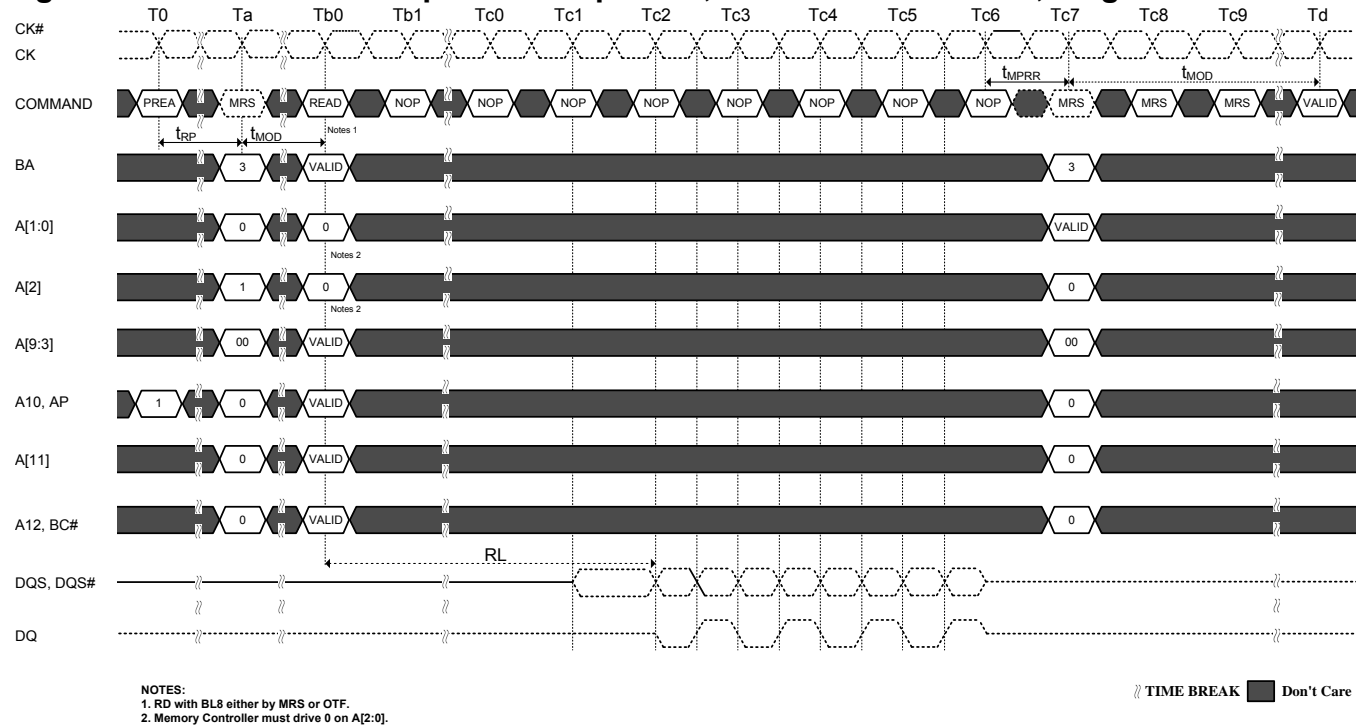 T0 Ta Tb0 Tb1 Tc0 Tc1 Tc2 Tc3 Tc4 Tc5 Tc6 Tc7 Tc8 Tc9 Td
CK#
CK
tMPRR tMOD
COMMAND PREA MRS READ NOP NOP NOP NOP NOP NOP NOP NOP MRS MRS MRS VALID
tRP tMOD Notes 1
BA 3 VALID 3
A[1:0] 0 0 VALID
Notes 2
A[2] 1 0 0
Notes 2
A[9:3] 00 VALID 00
A10, AP 1 0 VALID 0
A[11] 0 VALID 0
A12, BC# 0 VALID 0
RL
DQS, DQS#
DQ
NOTES:
1. RD with BL8 either by MRS or OTF.
2. Memory Controller must drive 0 on A[2:0].
TIME BREAK Don't Care